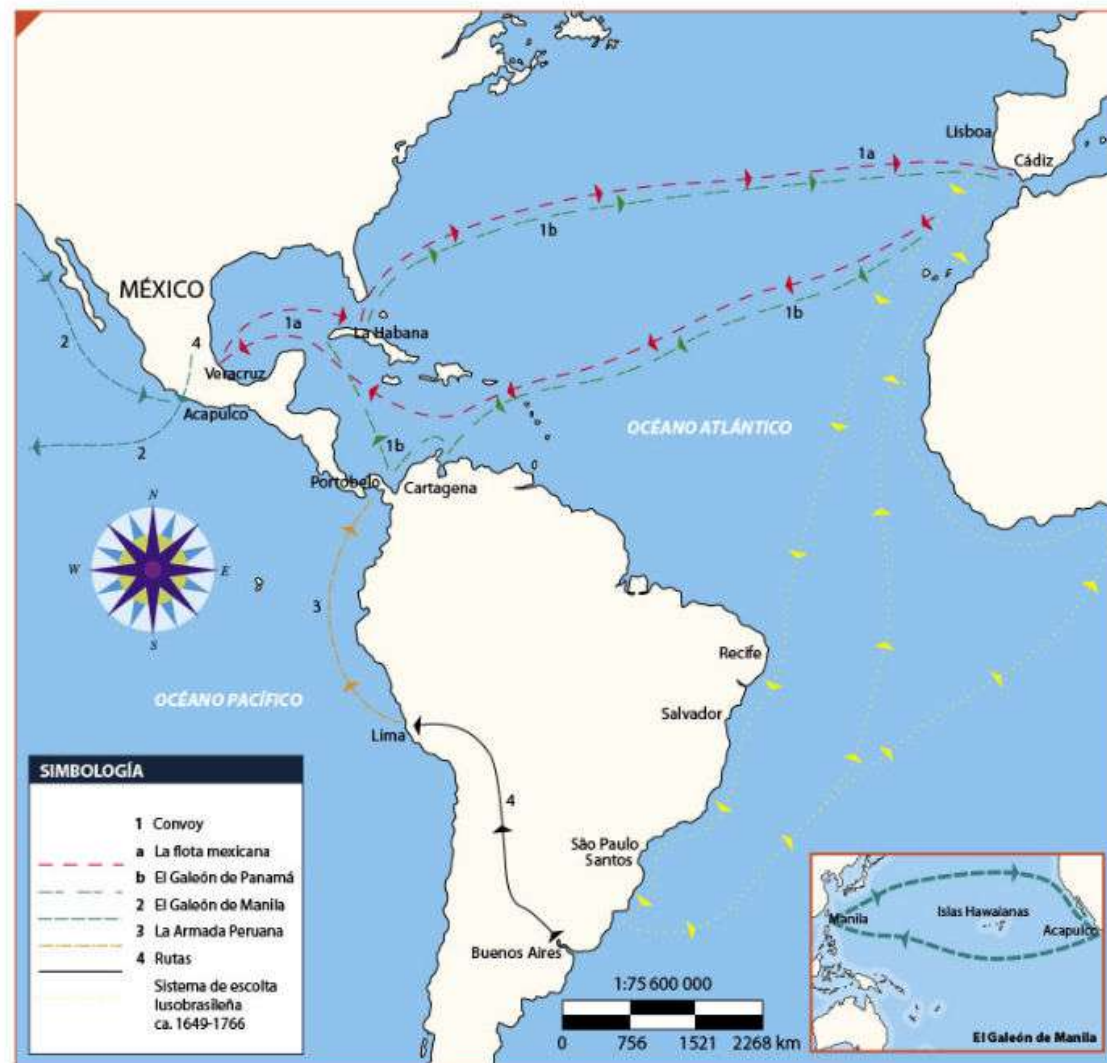 Lisboa
Cádiz
1a
1b
MÉXICO
2
4
1a
La Habana
1b
Veracruz
Acapulco
2
OCÉANO ATLÁNTICO
1b
Portobelo
Cartagena
N
W
E
S
3
OCÉANO PACÍFICO
Recife
Salvador
Lima
4
São Paulo
Santos
Buenos Aires
SIMBOLOGÍA
1 Convoy
a La flota mexicana
b El Galeón de Panamá
2 El Galeón de Manila
3 La Armada Peruana
4 Rutas
Sistema de escolta
lusobrasileña
ca. 1649-1766
1:75 600 000
0 756 1521 2268 km
Manila
Islas Hawaianas
Acapulco
El Galeón de Manila